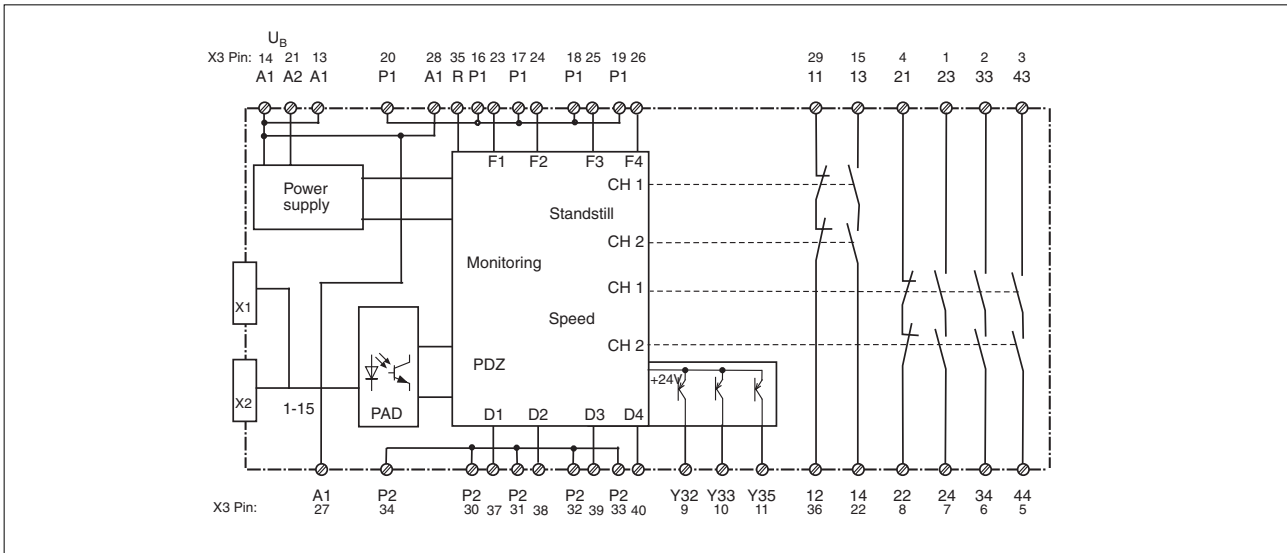 U_B
X3 Pin: 14 21 13 20 28 35 16 23 17 24 18 25 19 26 29 15 4 1 2 3
A1 A2 A1 P1 A1 R P1 P1 P1 P1 11 13 21 23 33 43
F1 F2 F3 F4
Power
supply
CH 1
Standstill
CH 2
Monitoring
CH 1
X1
Speed
CH 2
PDZ
+24V
X2
1-15
PAD
D1 D2 D3 D4
A1 P2 P2 P2 P2 P2 Y32 Y33 Y35 12 14 22 24 34 44
X3 Pin: 27 34 30 37 31 38 32 39 33 40 9 10 11 36 22 8 7 6 5